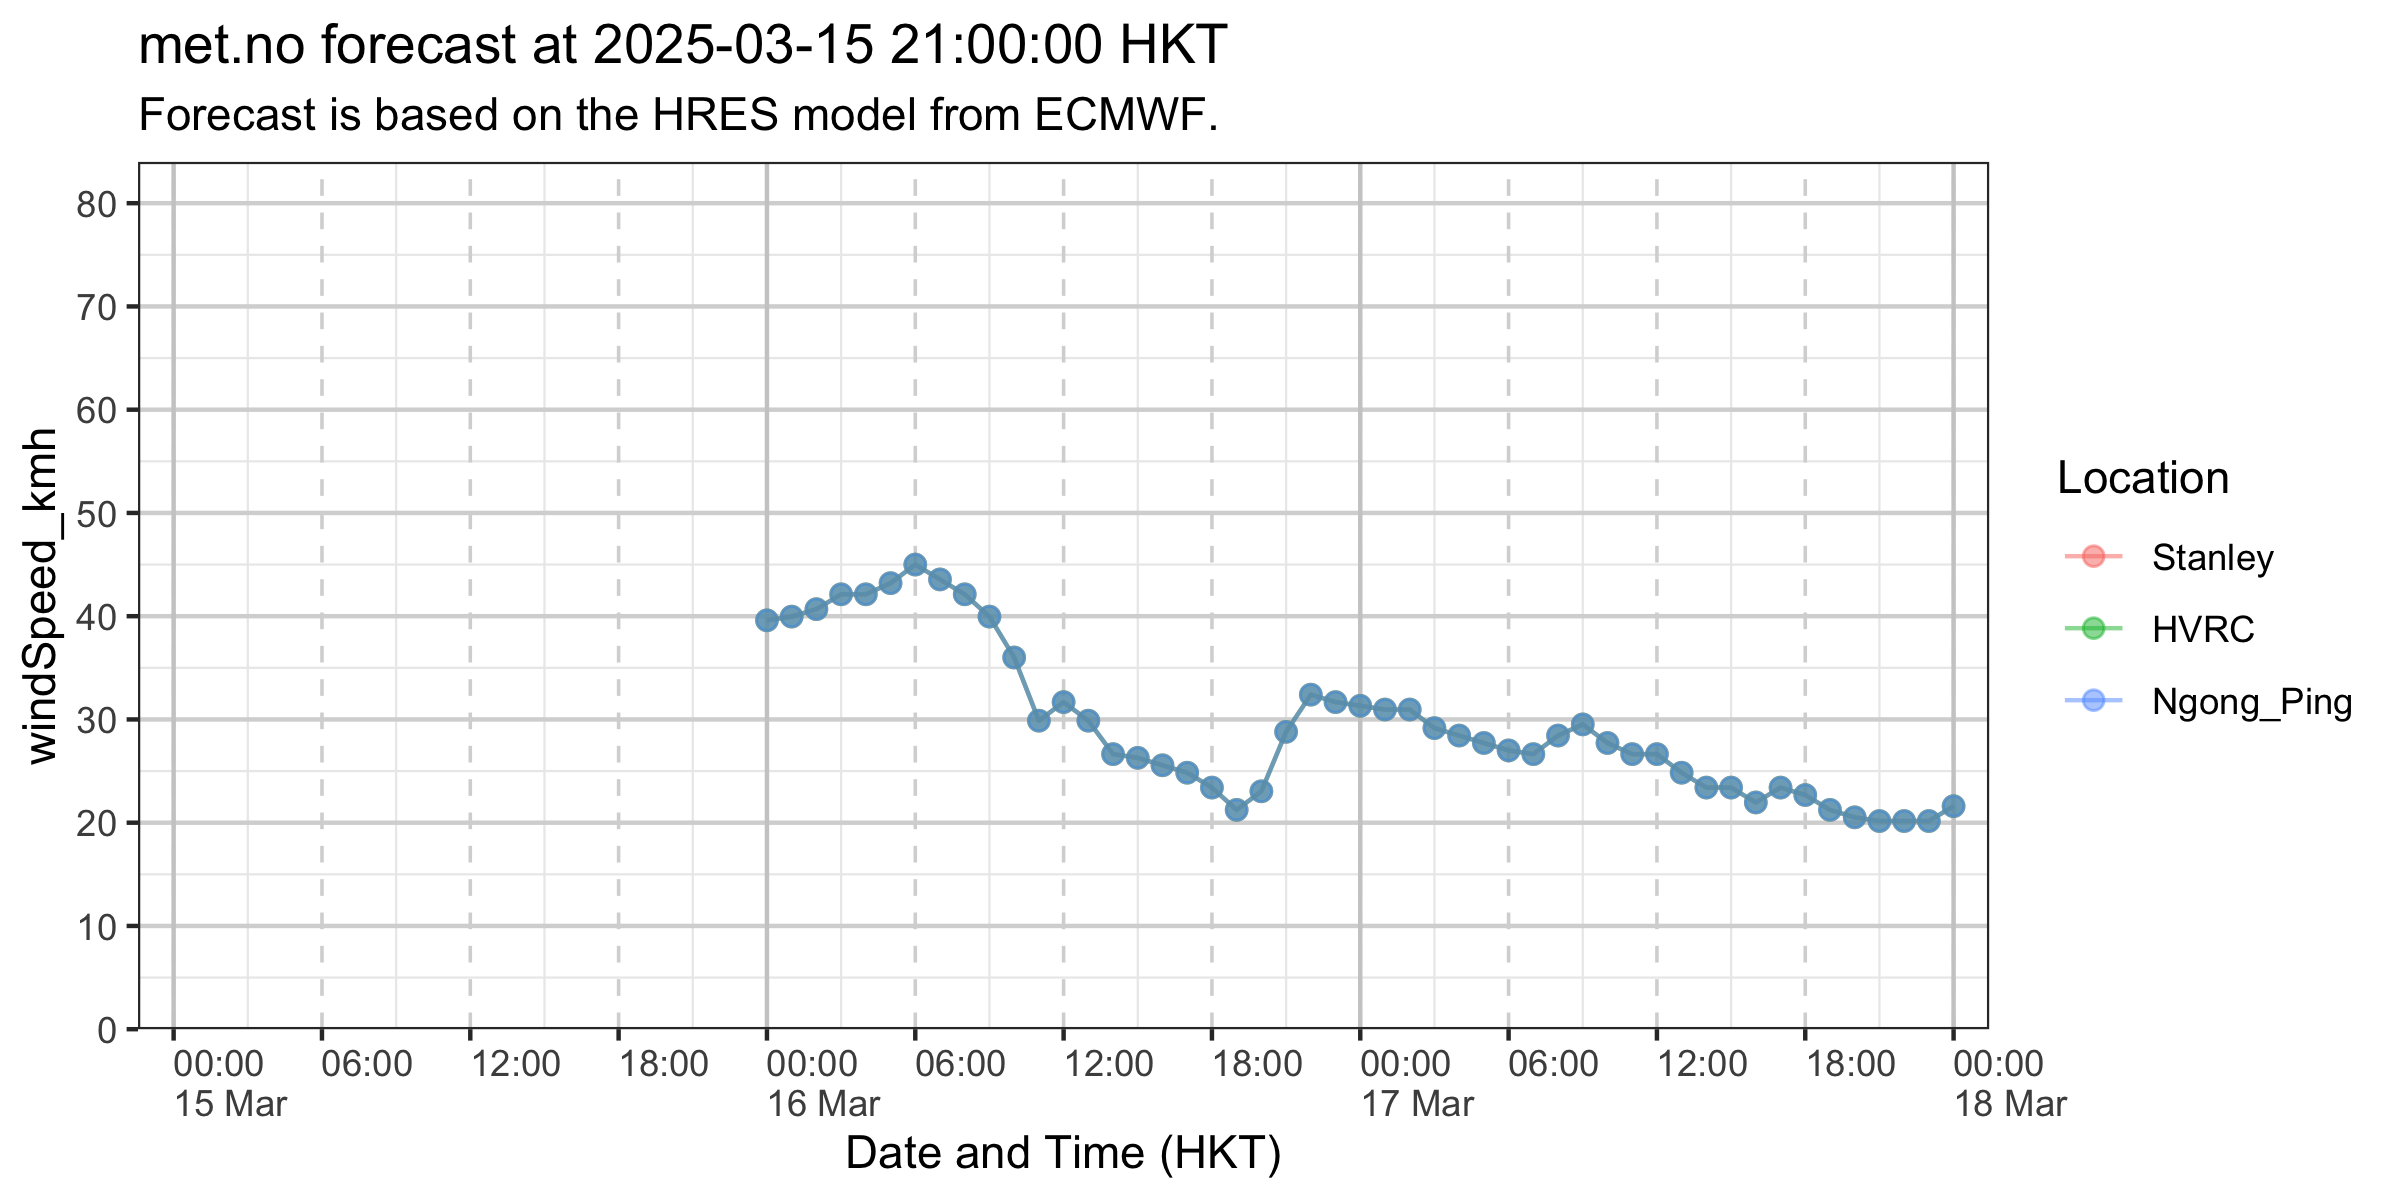 met.no forecast at 2025-03-15 21:00:00 HKT
Forecast is based on the HRES model from ECMWF.
windSpeed_kmh
80
70
60
50
40
30
20
10
0
00:00 06:00 12:00 18:00 00:00 06:00 12:00 18:00 00:00 06:00 12:00 18:00 00:00
15 Mar 16 Mar 17 Mar 18 Mar
Date and Time (HKT)
Location
Stanley
HVRC
Ngong_Ping